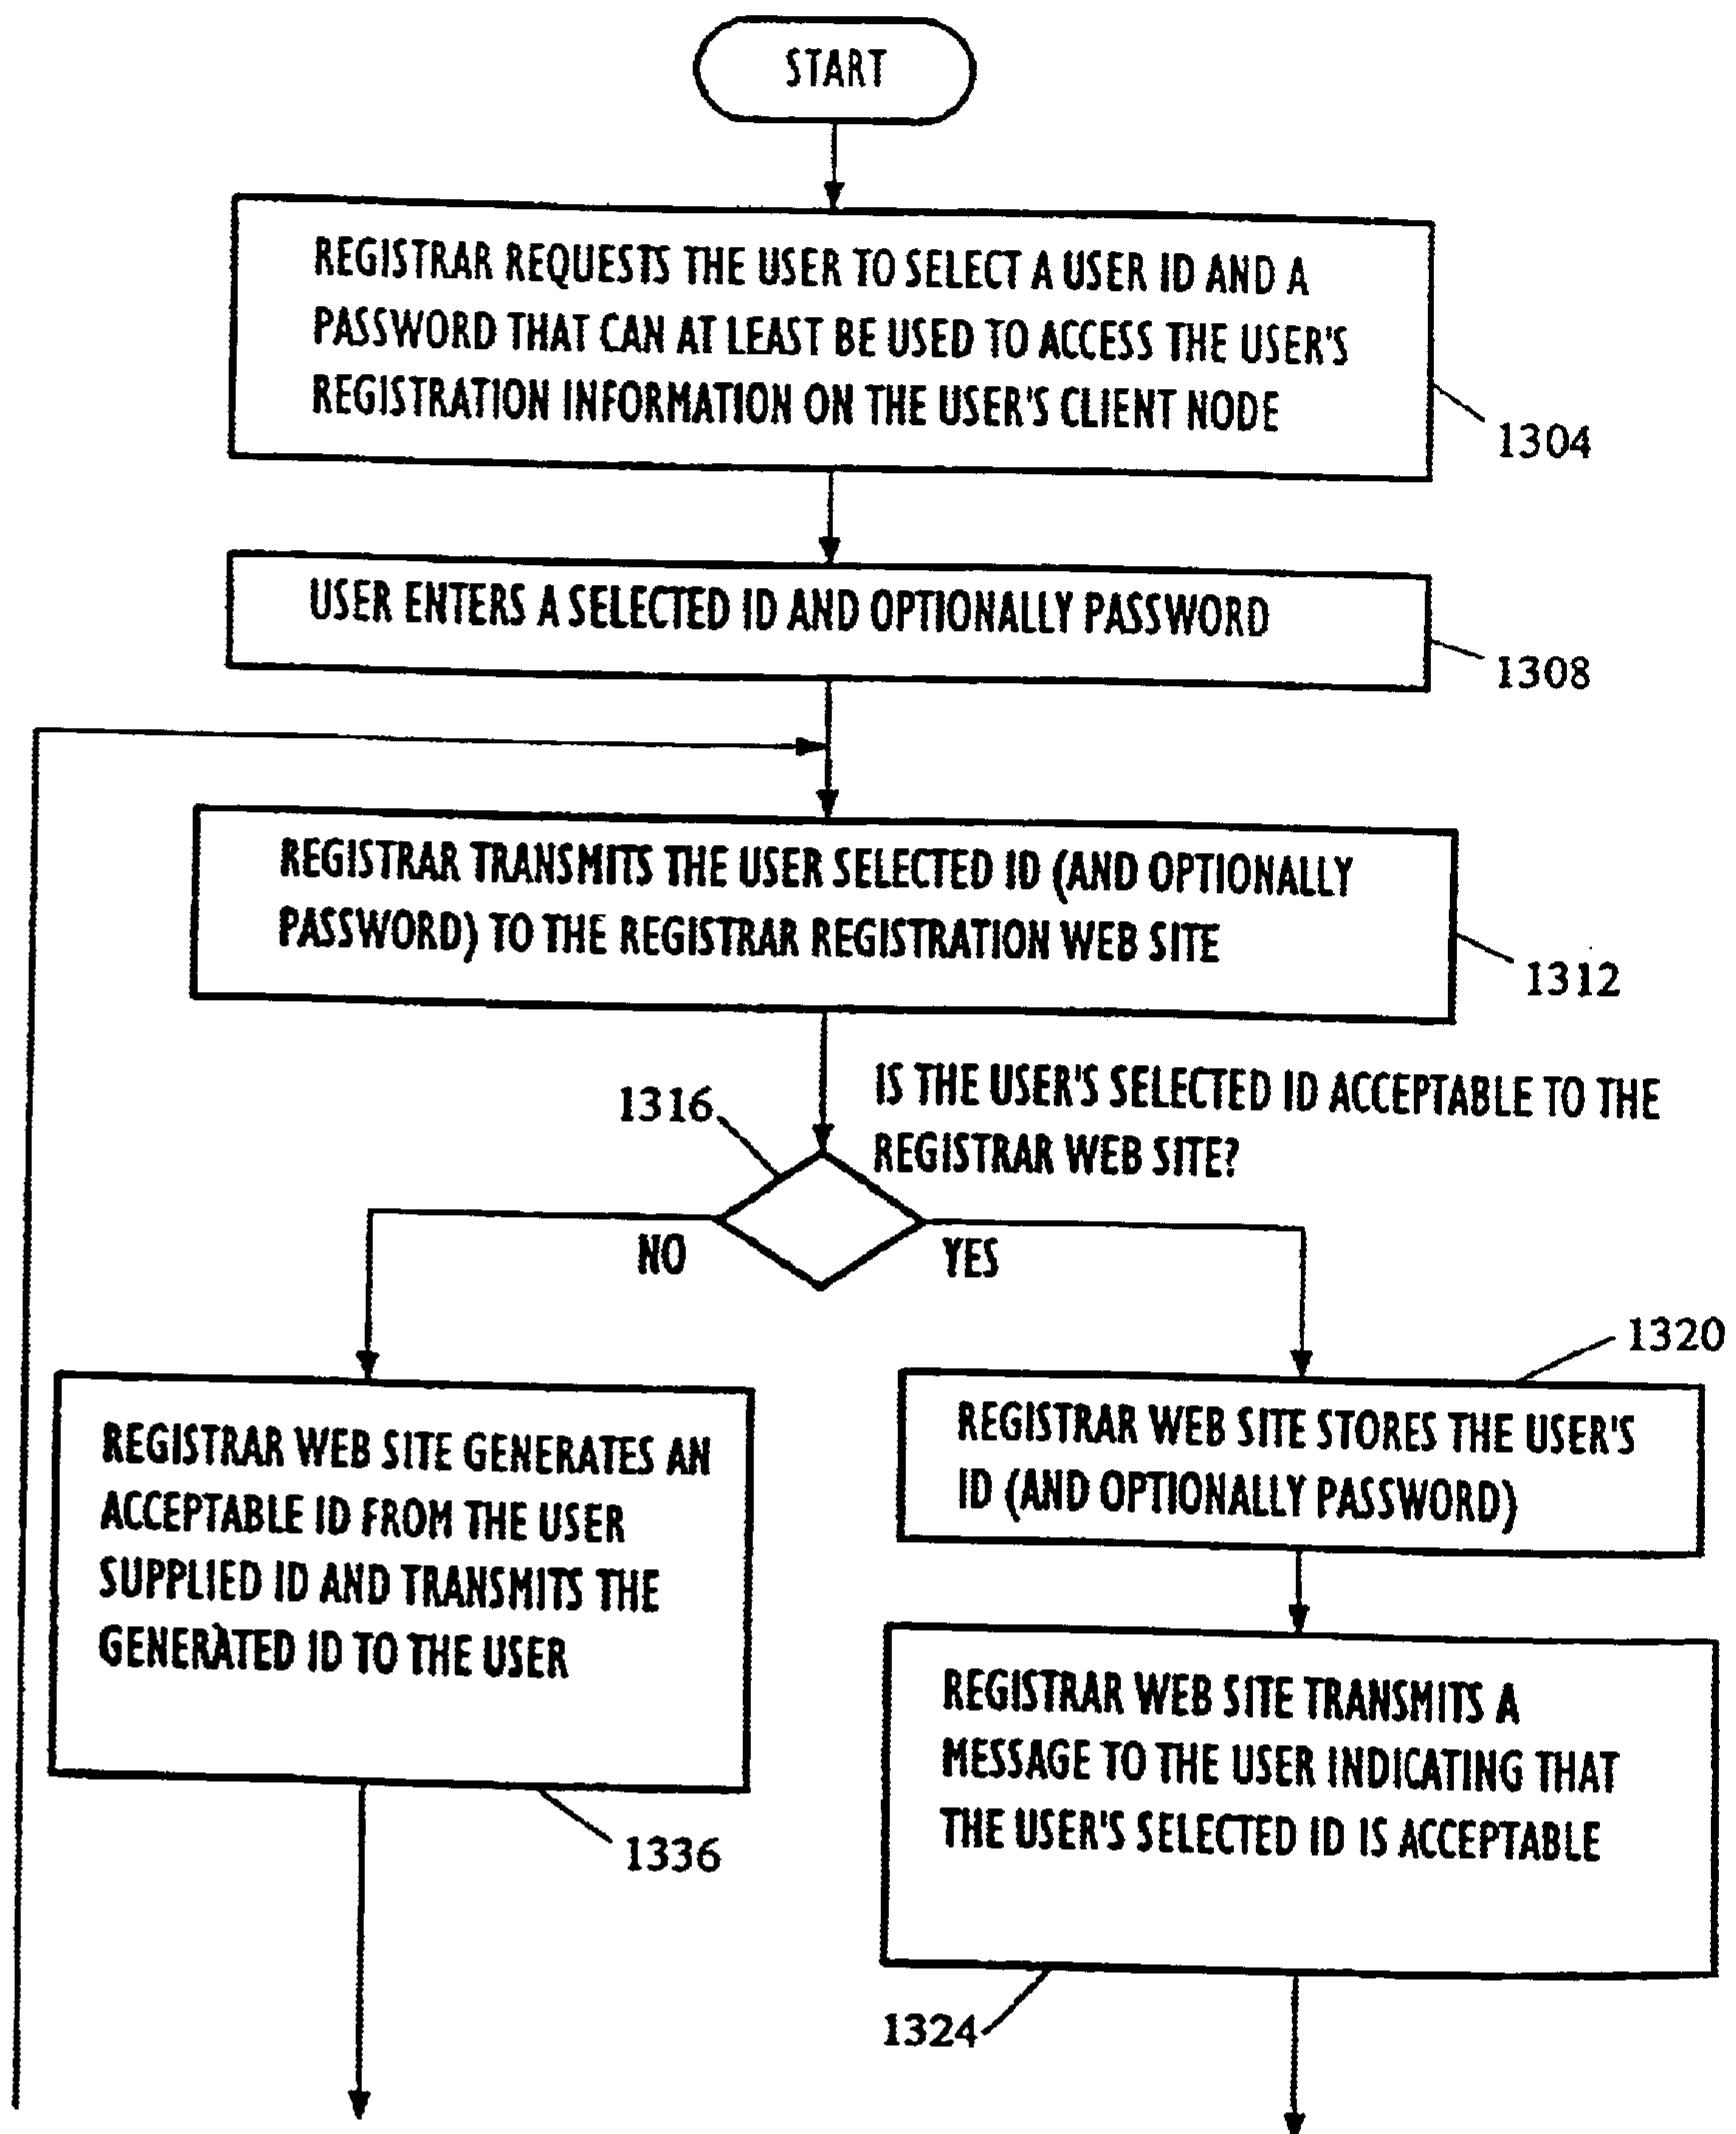 START
REGISTRAR REQUESTS THE USER TO SELECT A USER ID AND A
PASSWORD THAT CAN AT LEAST BE USED TO ACCESS THE USER'S
REGISTRATION INFORMATION ON THE USER'S CLIENT NODE
1304
USER ENTERS A SELECTED ID AND OPTIONALLY PASSWORD
1308
REGISTRAR TRANSMITS THE USER SELECTED ID (AND OPTIONALLY
PASSWORD) TO THE REGISTRAR REGISTRATION WEB SITE
1312
1316
IS THE USER'S SELECTED ID ACCEPTABLE TO THE
REGISTRAR WEB SITE?
NO
YES
1320
REGISTRAR WEB SITE GENERATES AN
ACCEPTABLE ID FROM THE USER
SUPPLIED ID AND TRANSMITS THE
GENERATED ID TO THE USER
1336
REGISTRAR WEB SITE STORES THE USER'S
ID (AND OPTIONALLY PASSWORD)
REGISTRAR WEB SITE TRANSMITS A
MESSAGE TO THE USER INDICATING THAT
THE USER'S SELECTED ID IS ACCEPTABLE
1324